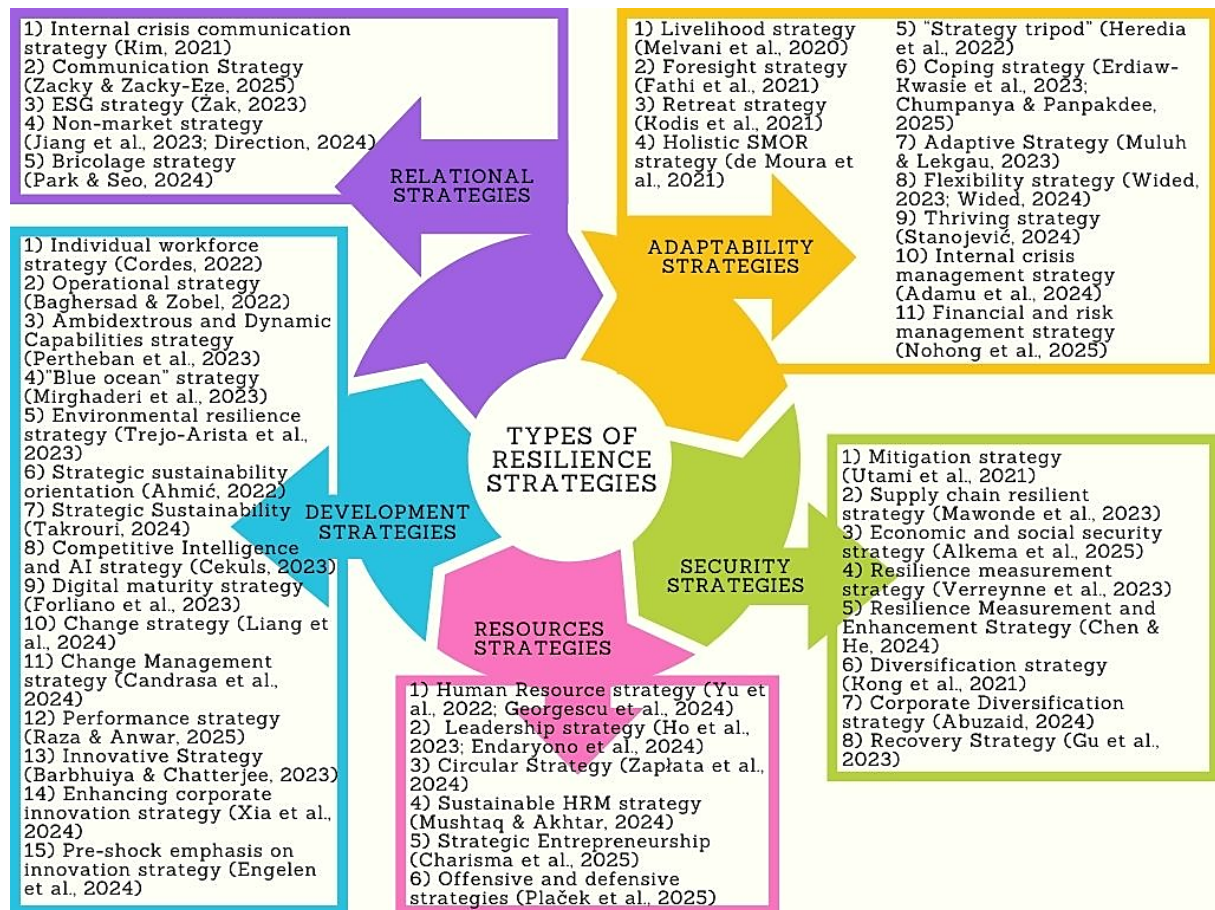 1) Internal crisis communication
strategy (Kim, 2021)
2) Communication Strategy
(Zacky & Zacky-Eze, 2025)
3) ESG strategy (Żak, 2023)
4) Non-market strategy
(Jiang et al., 2023; Direction, 2024)
5) Bricolage strategy
(Park & Seo, 2024)
RELATIONAL
STRATEGIES
1) Livelihood strategy
(Melvani et al., 2020)
2) Foresight strategy
(Fathi et al., 2021)
3) Retreat strategy
(Kodis et al., 2021)
4) Holistic SMOR
strategy (de Moura et
al., 2021)
5) "Strategy tripod" (Heredia
et al., 2022)
6) Coping strategy (Erdiaw-
Kwasie et al., 2023;
Chumpanya & Panpakdee,
2025)
7) Adaptive Strategy (Muluh
& Lekgau, 2023)
8) Flexibility strategy (Wided,
2023; Wided, 2024)
9) Thriving strategy
(Stanojević, 2024)
10) Internal crisis
management strategy
(Adamu et al., 2024)
11) Financial and risk
management strategy
(Nohong et al., 2025)
ADAPTABILITY
STRATEGIES
1) Individual workforce
strategy (Cordes, 2022)
2) Operational strategy
(Baghersad & Zobel, 2022)
3) Ambidextrous and Dynamic
Capabilities strategy
(Pertheban et al., 2023)
4)"Blue ocean" strategy
(Mirghaderi et al., 2023)
5) Environmental resilience
strategy (Trejo-Arista et al.,
2023)
6) Strategic sustainability
orientation (Ahmić, 2022)
7) Strategic Sustainability
(Takrouri, 2024)
8) Competitive Intelligence
and AI strategy (Cekuls, 2023)
9) Digital maturity strategy
(Forliano et al., 2023)
10) Change strategy (Liang et
al., 2024)
11) Change Management
strategy (Candrasa et al.,
2024)
12) Performance strategy
(Raza & Anwar, 2025)
13) Innovative Strategy
(Barbhuiya & Chatterjee, 2023)
14) Enhancing corporate
innovation strategy (Xia et al.,
2024)
15) Pre-shock emphasis on
innovation strategy (Engelen
et al., 2024)
DEVELOPMENT
STRATEGIES
TYPES OF
RESILIENCE
STRATEGIES
SECURITY
STRATEGIES
1) Mitigation strategy
(Utami et al., 2021)
2) Supply chain resilient
strategy (Mawonde et al., 2023)
3) Economic and social security
strategy (Alkema et al., 2025)
4) Resilience measurement
strategy (Verreynne et al., 2023)
5) Resilience Measurement and
Enhancement Strategy (Chen &
He, 2024)
6) Diversification strategy
(Kong et al., 2021)
7) Corporate Diversification
strategy (Abuzaid, 2024)
8) Recovery Strategy (Gu et al.,
2023)
RESOURCES
STRATEGIES
1) Human Resource strategy (Yu et
al., 2022; Georgescu et al., 2024)
2) Leadership strategy (Ho et al.,
2023; Endaryono et al., 2024)
3) Circular Strategy (Zapłata et al.,
2024)
4) Sustainable HRM strategy
(Mushtaq & Akhtar, 2024)
5) Strategic Entrepreneurship
(Charisma et al., 2025)
6) Offensive and defensive
strategies (Plaček et al., 2025)